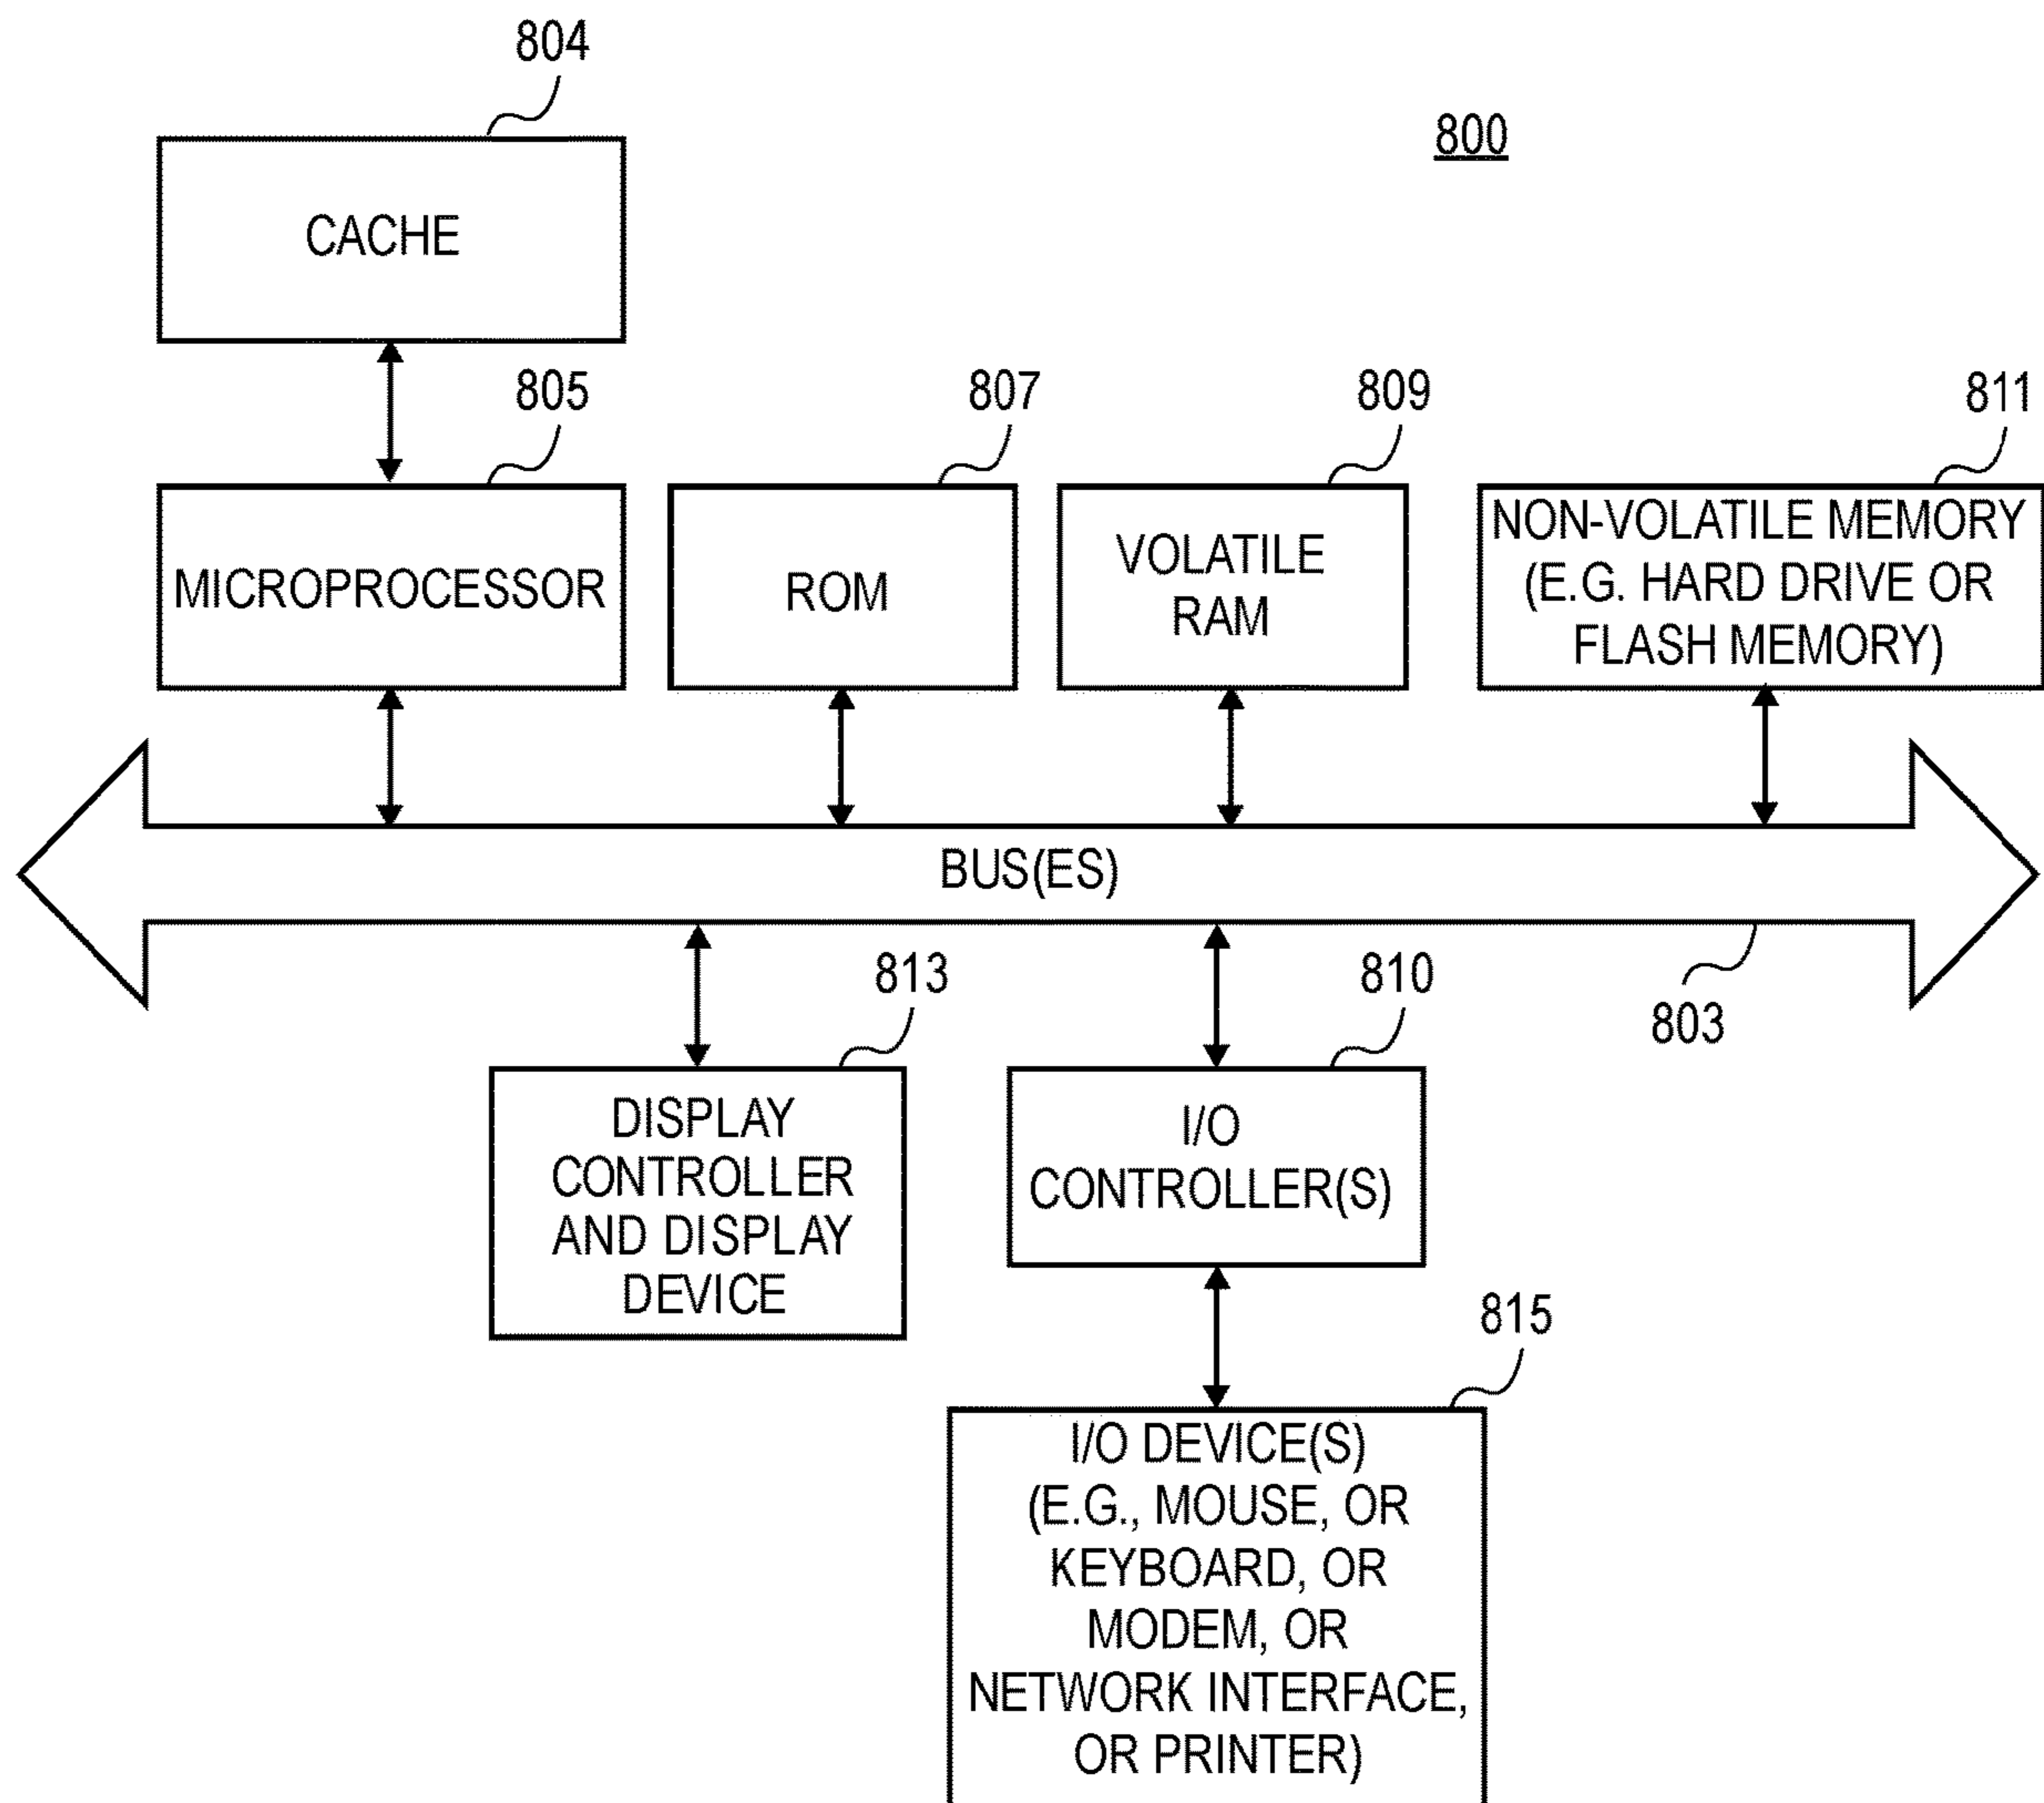 804
800
CACHE
805
807
809
811
MICROPROCESSOR
ROM
VOLATILE
RAM
NON-VOLATILE MEMORY
(E.G. HARD DRIVE OR
FLASH MEMORY)
BUS(ES)
803
813
810
DISPLAY
CONTROLLER
AND DISPLAY
DEVICE
I/O
CONTROLLER(S)
815
I/O DEVICE(S)
(E.G., MOUSE, OR
KEYBOARD, OR
MODEM, OR
NETWORK INTERFACE,
OR PRINTER)